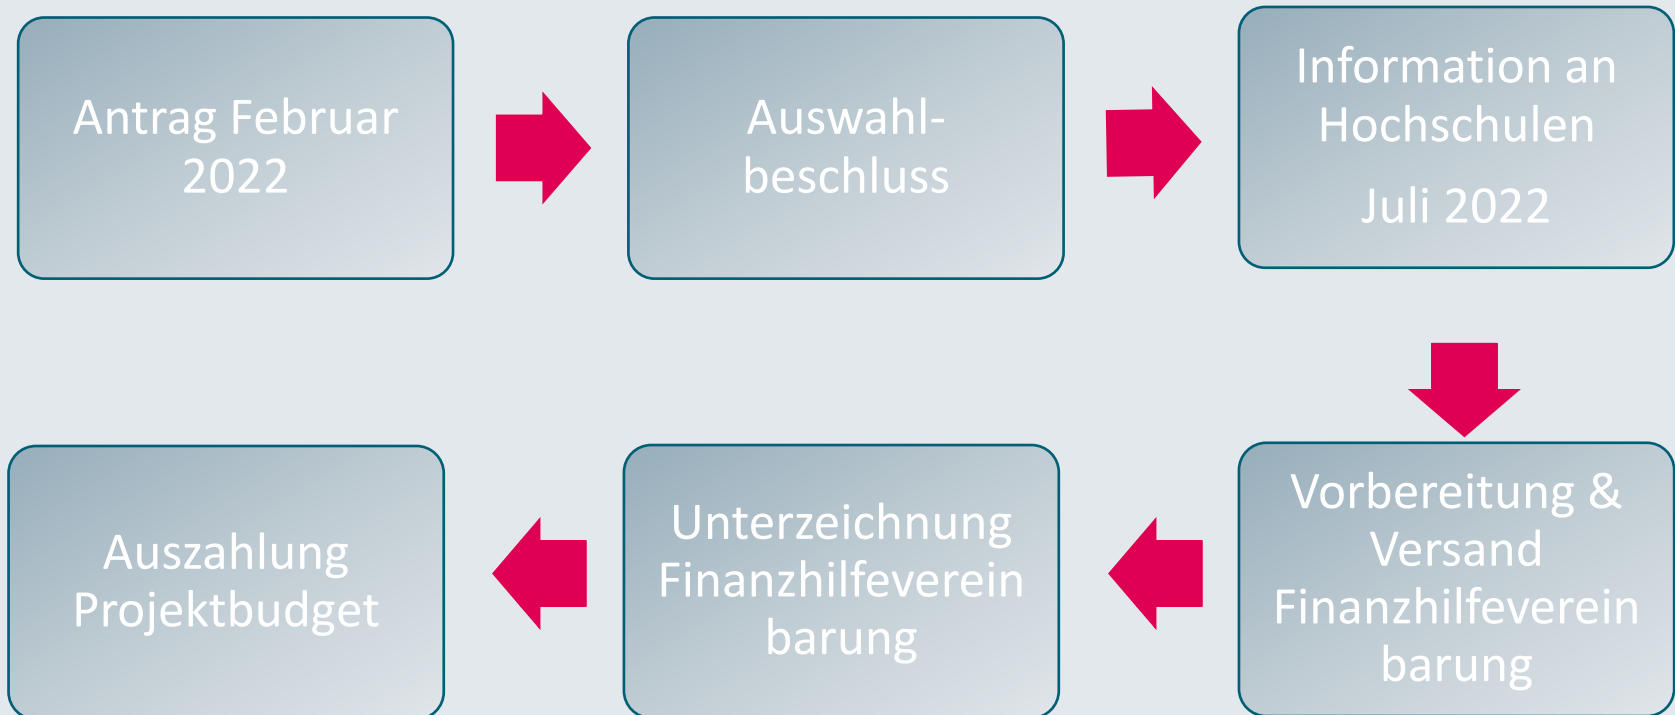 Antrag Februar
2022
Auswahl-
beschluss
Information an
Hochschulen
Juli 2022
Vorbereitung &
Versand
Finanzhilfeverein
barung
Unterzeichnung
Finanzhilfeverein
barung
Auszahlung
Projektbudget